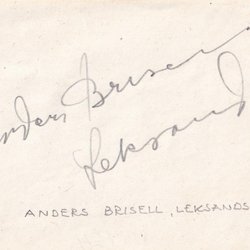 Anders Brisell
Leksand
ANDERS BRISELL, LEKSANDS